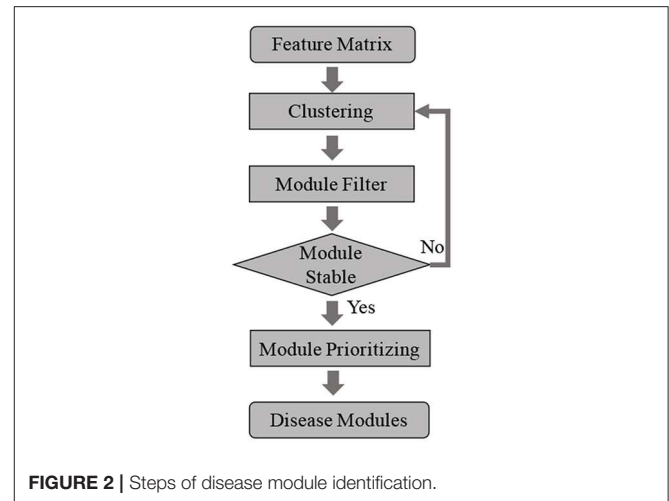 Feature Matrix
Clustering
Module Filter
Module
Stable
No
Yes
Module Prioritizing
Disease Modules
FIGURE 2 | Steps of disease module identification.